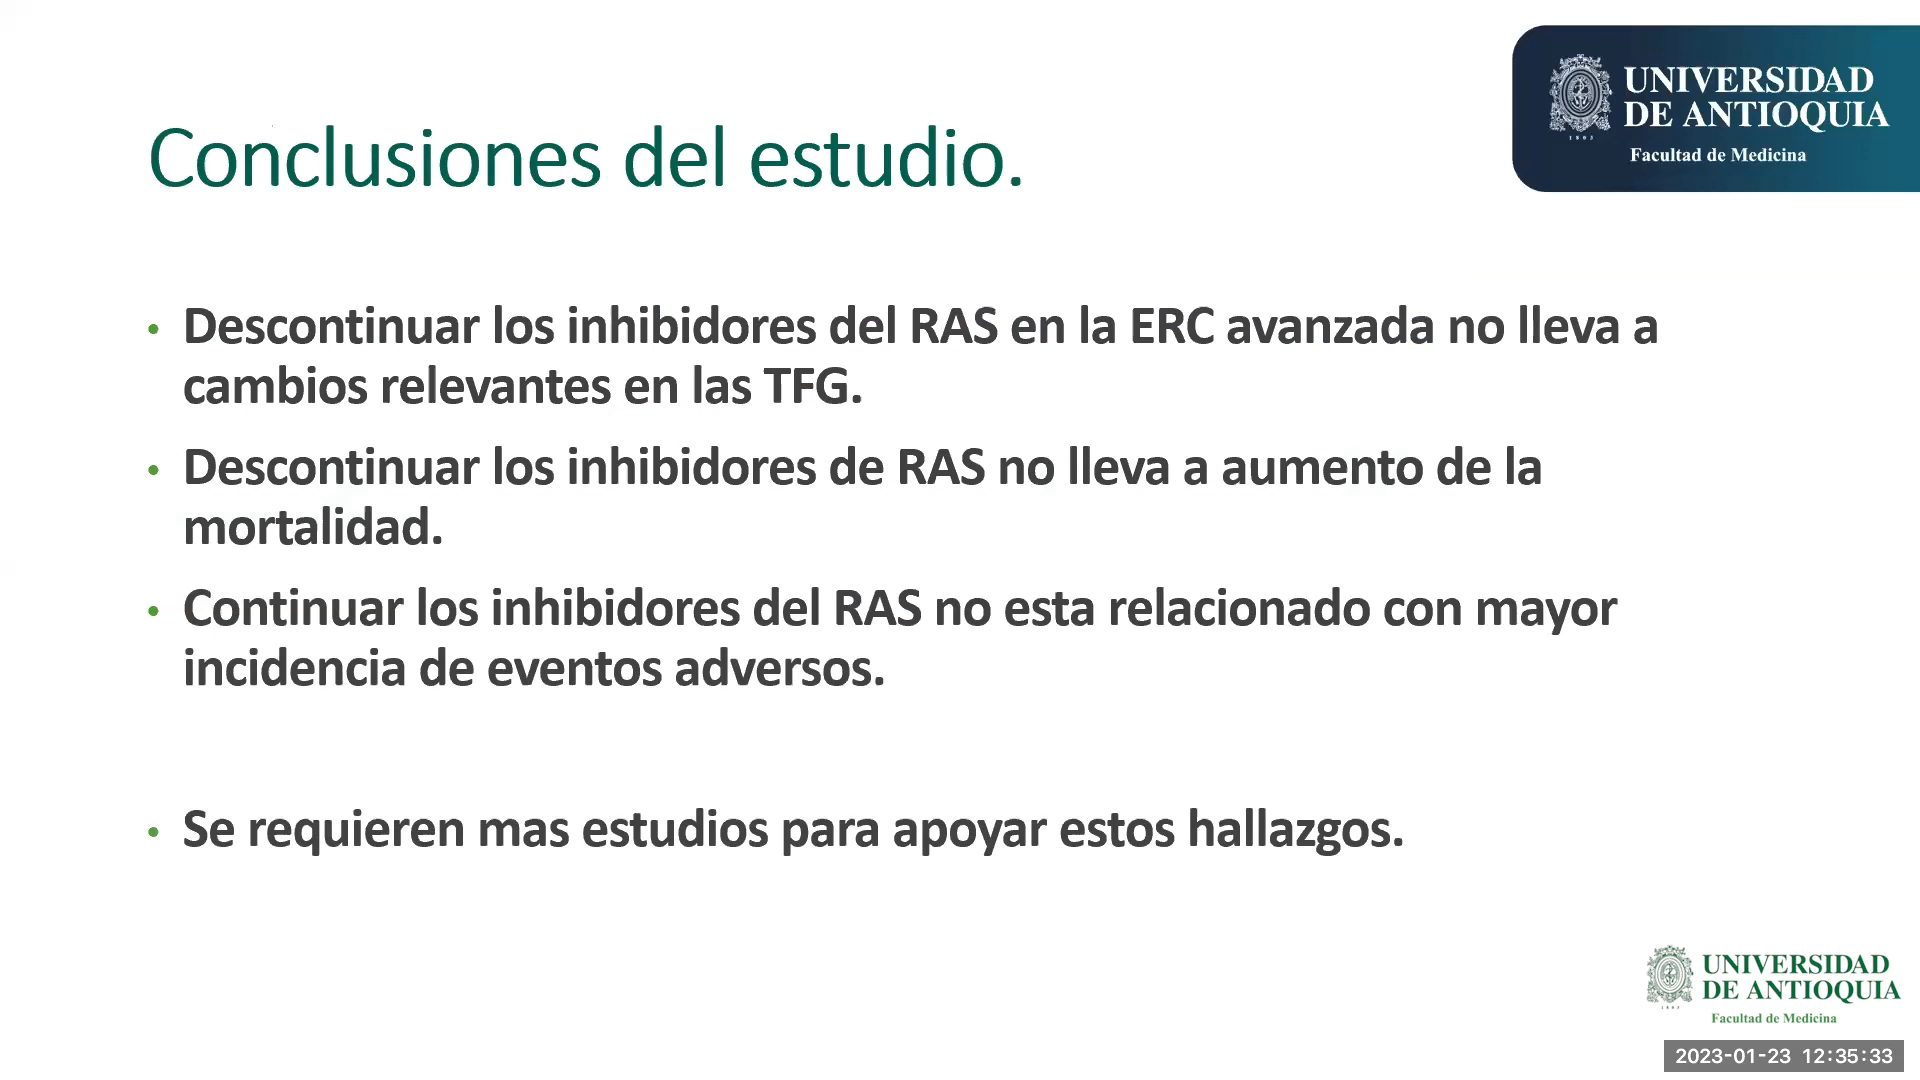 UNIVERSIDAD
DE ANTIOQUIA
1803
Facultad de Medicina
Conclusiones del estudio.
• Descontinuar los inhibidores del RAS en la ERC avanzada no lleva a
cambios relevantes en las TFG.
• Descontinuar los inhibidores de RAS no lleva a aumento de la
mortalidad.
• Continuar los inhibidores del RAS no esta relacionado con mayor
incidencia de eventos adversos.
• Se requieren mas estudios para apoyar estos hallazgos.
UNIVERSIDAD
DE ANTIOQUIA
1803
Facultad de Medicina
2023-01-23 12:35:33